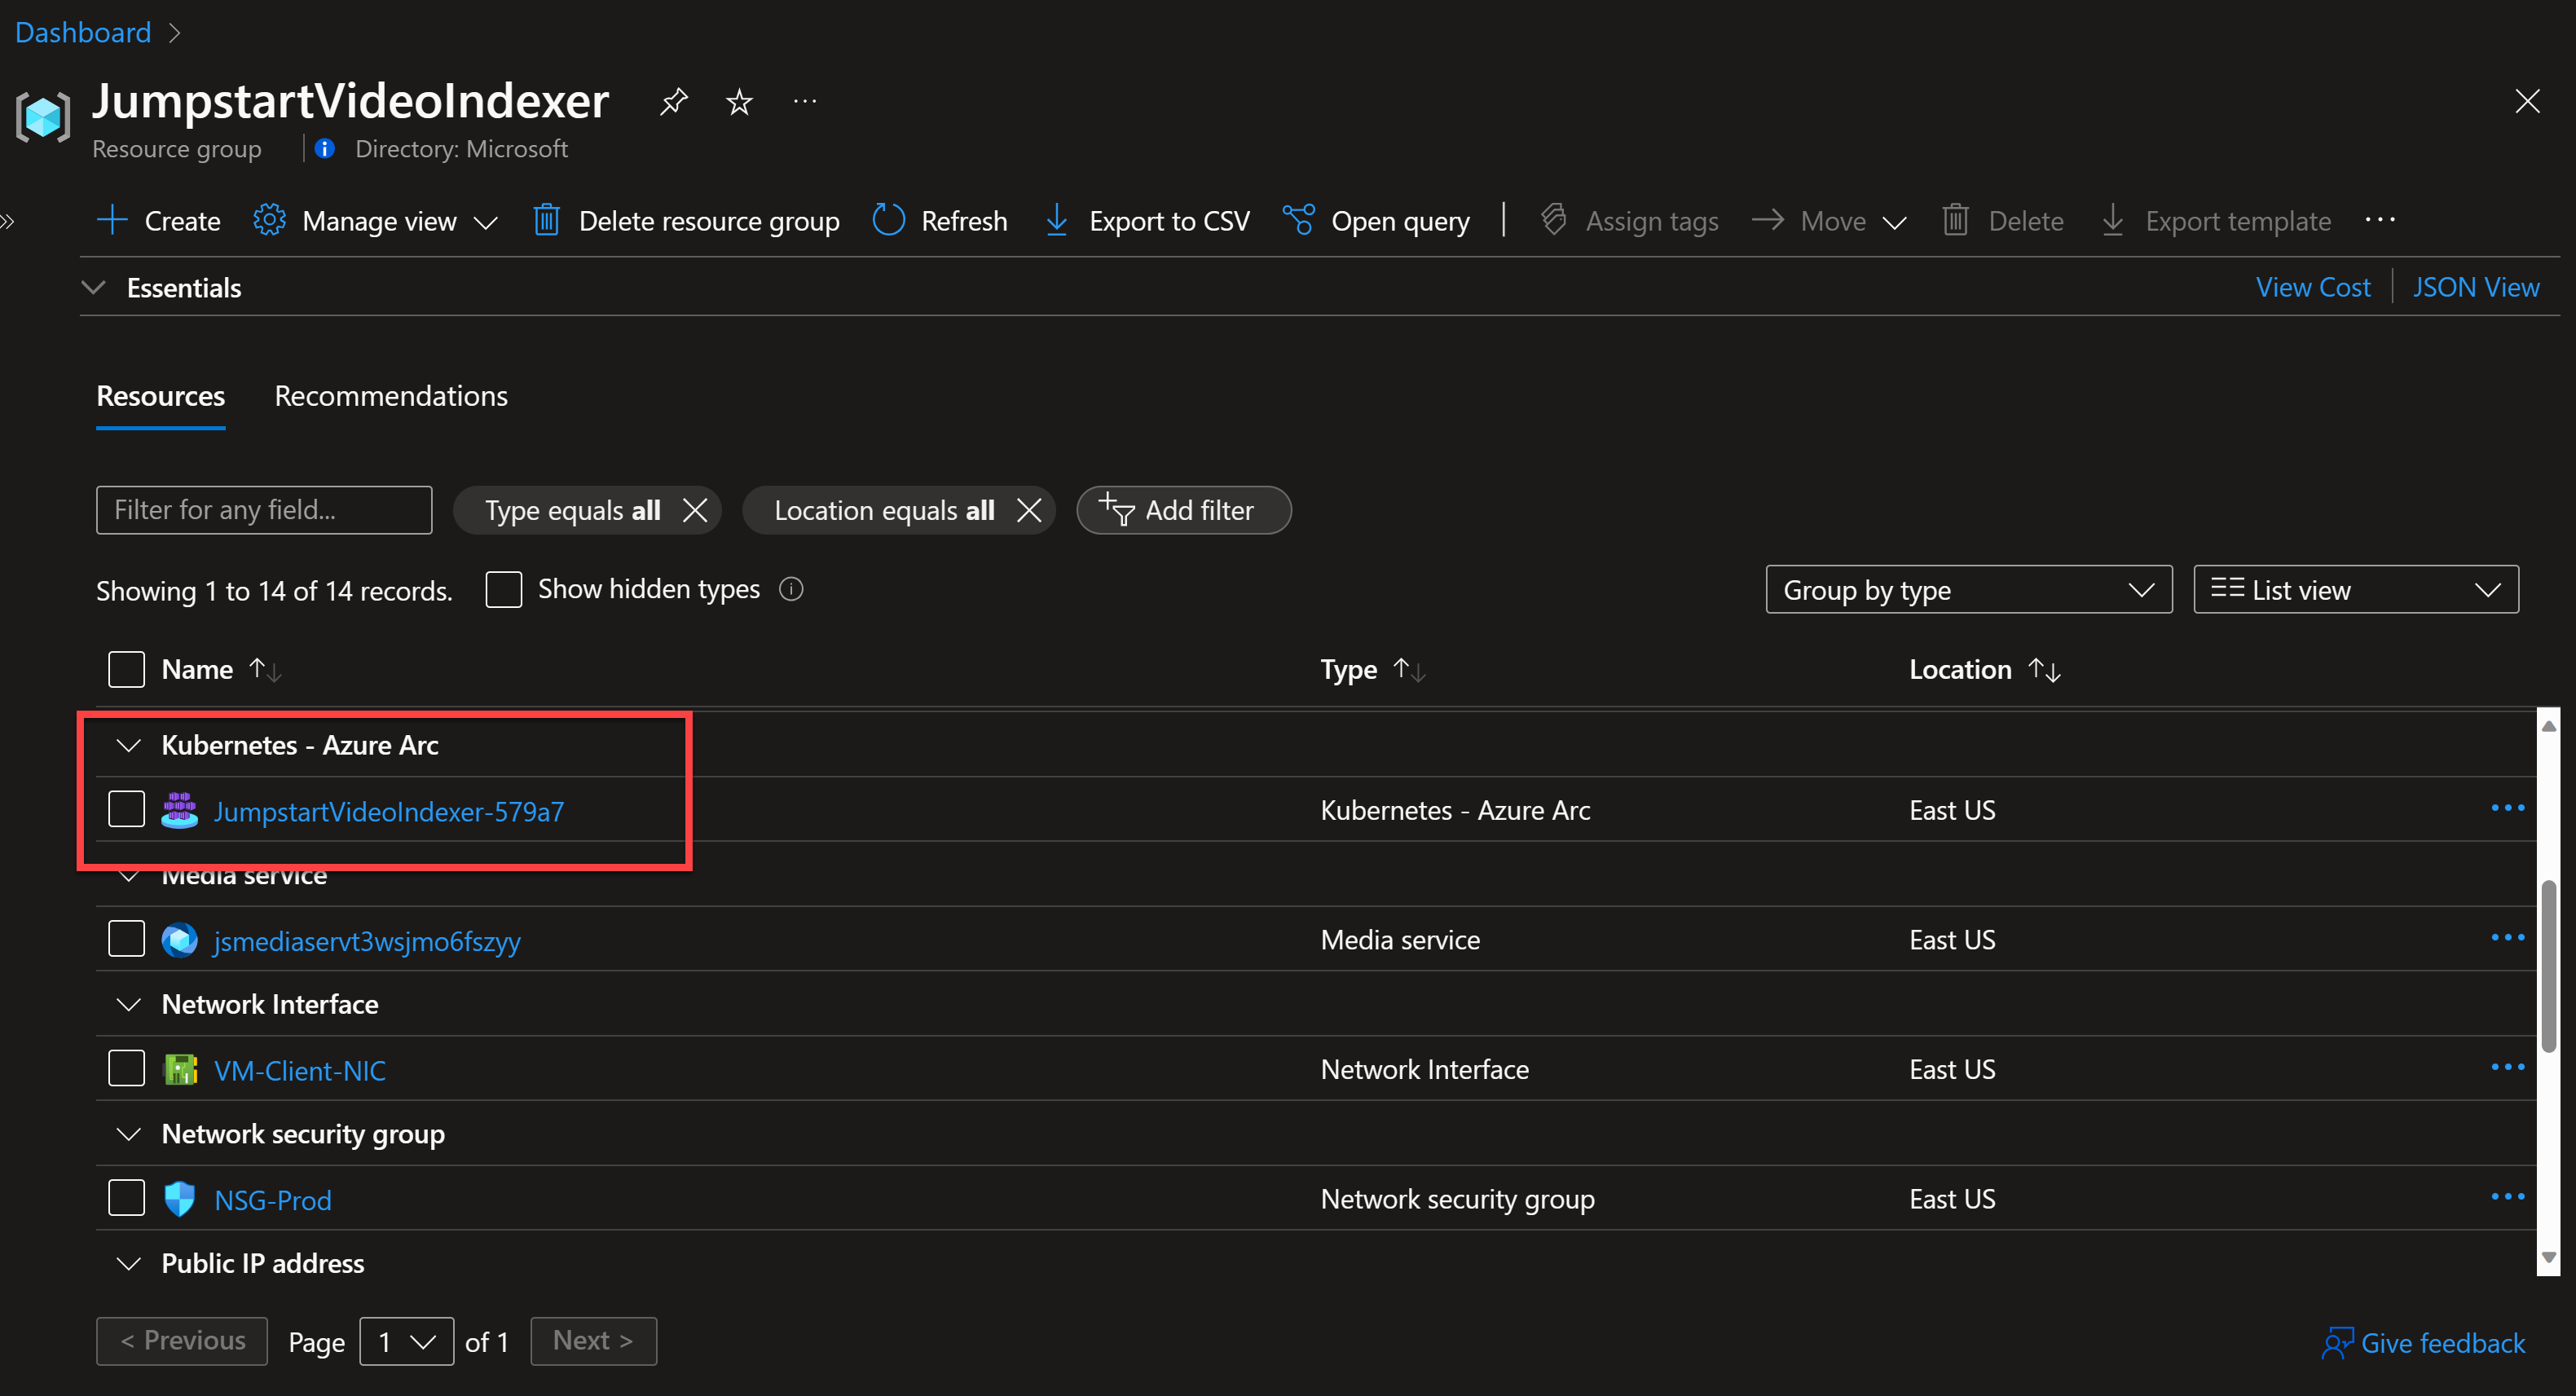 Dashboard
JumpstartVideoIndexer
Resource group
Directory: Microsoft
Create Manage view Delete resource group Refresh Export to CSV Open query Assign tags Move Delete Export template
Essentials View Cost JSON View
Resources Recommendations
Filter for any field... Type equals all Location equals all Add filter
Showing 1 to 14 of 14 records. Show hidden types Group by type List view
Name Type Location
Kubernetes - Azure Arc
JumpstartVideoIndexer-579a7 Kubernetes - Azure Arc East US
Media service
jsmediaservt3wsjmo6fszyy Media service East US
Network Interface
VM-Client-NIC Network Interface East US
Network security group
NSG-Prod Network security group East US
Public IP address
< Previous Page 1 of 1 Next > Give feedback